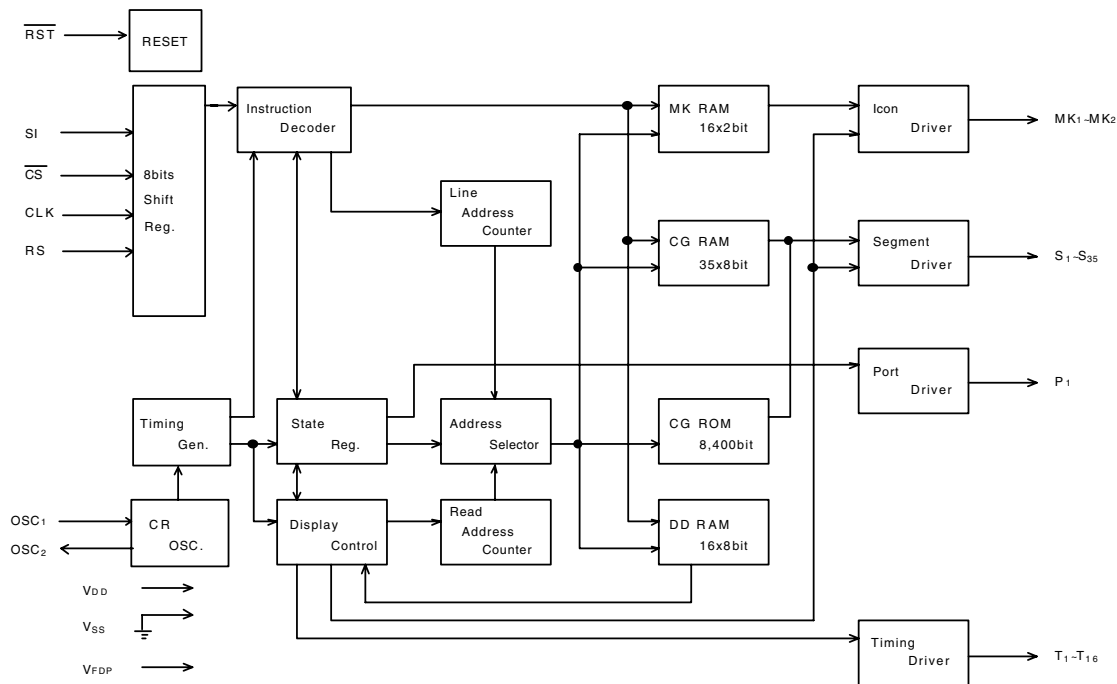 RST
RESET
SI
CS
CLK
RS
8bits
Shift
Reg.
Instruction
Decoder
Line
Address
Counter
MK RAM
16x2bit
Icon
Driver
MK1~MK2
CG RAM
35x8bit
Segment
Driver
S1~S35
Port
Driver
P1
Timing
Gen.
State
Reg.
Address
Selector
CG ROM
8,400bit
OSC1
OSC2
CR
OSC.
Display
Control
Read
Address
Counter
DD RAM
16x8bit
VDD
VSS
VFDP
Timing
Driver
T1~T16